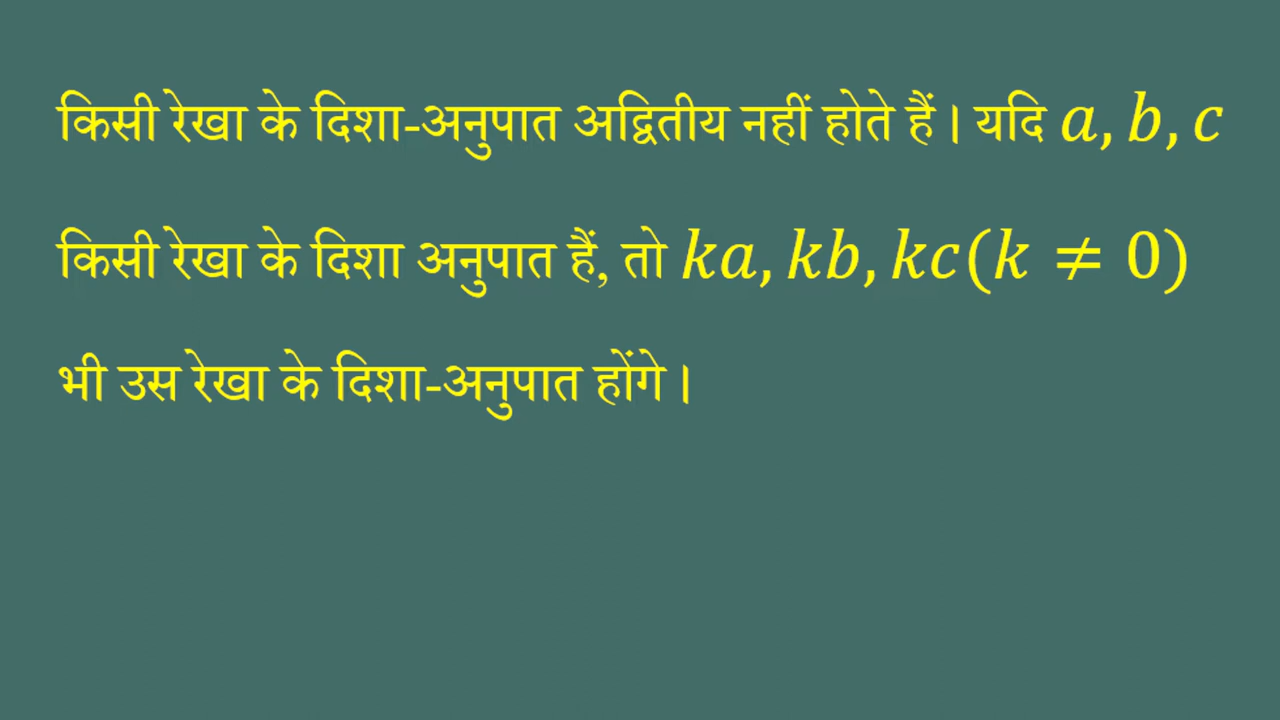 किसी रेखा के दिशा-अनुपात अद्वितीय नहीं होते हैं। यदि a, b, c
किसी रेखा के दिशा अनुपात हैं, तो ka, kb, kc(k ≠ 0)
भी उस रेखा के दिशा-अनुपात होंगे।